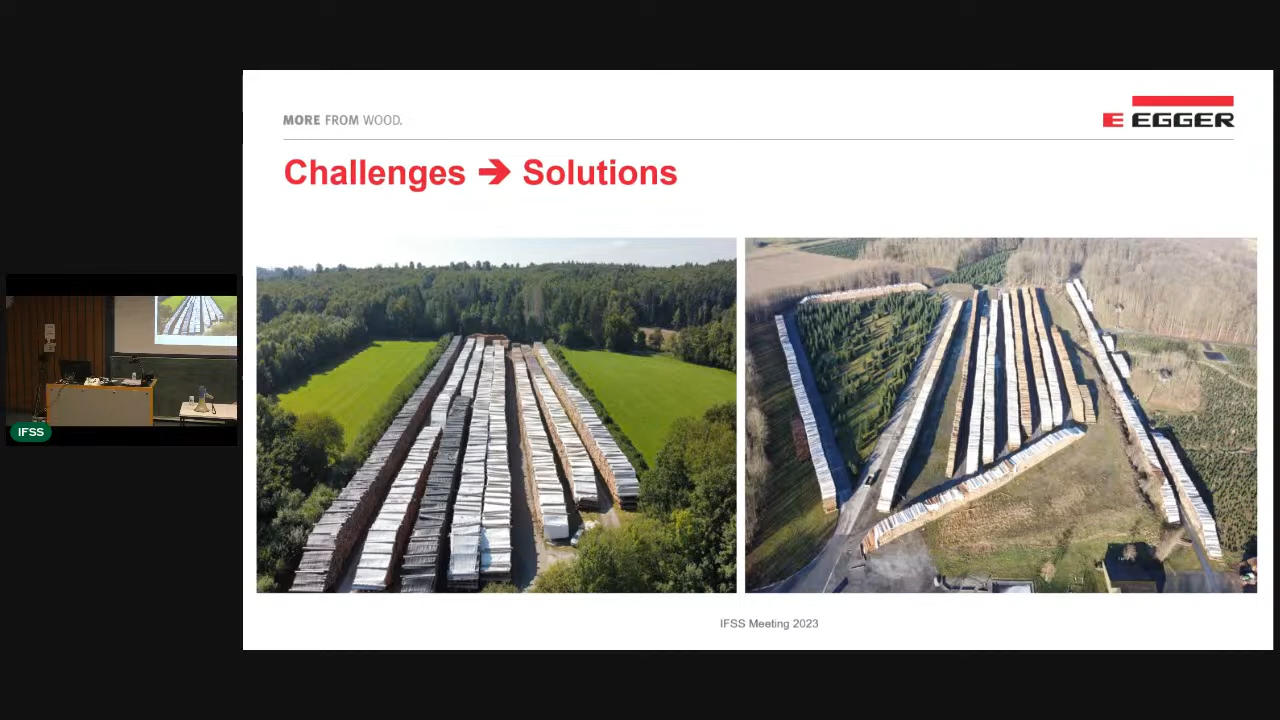 MORE FROM WOOD.
E EGGER
Challenges ➔ Solutions
IFSS
IFSS Meeting 2023